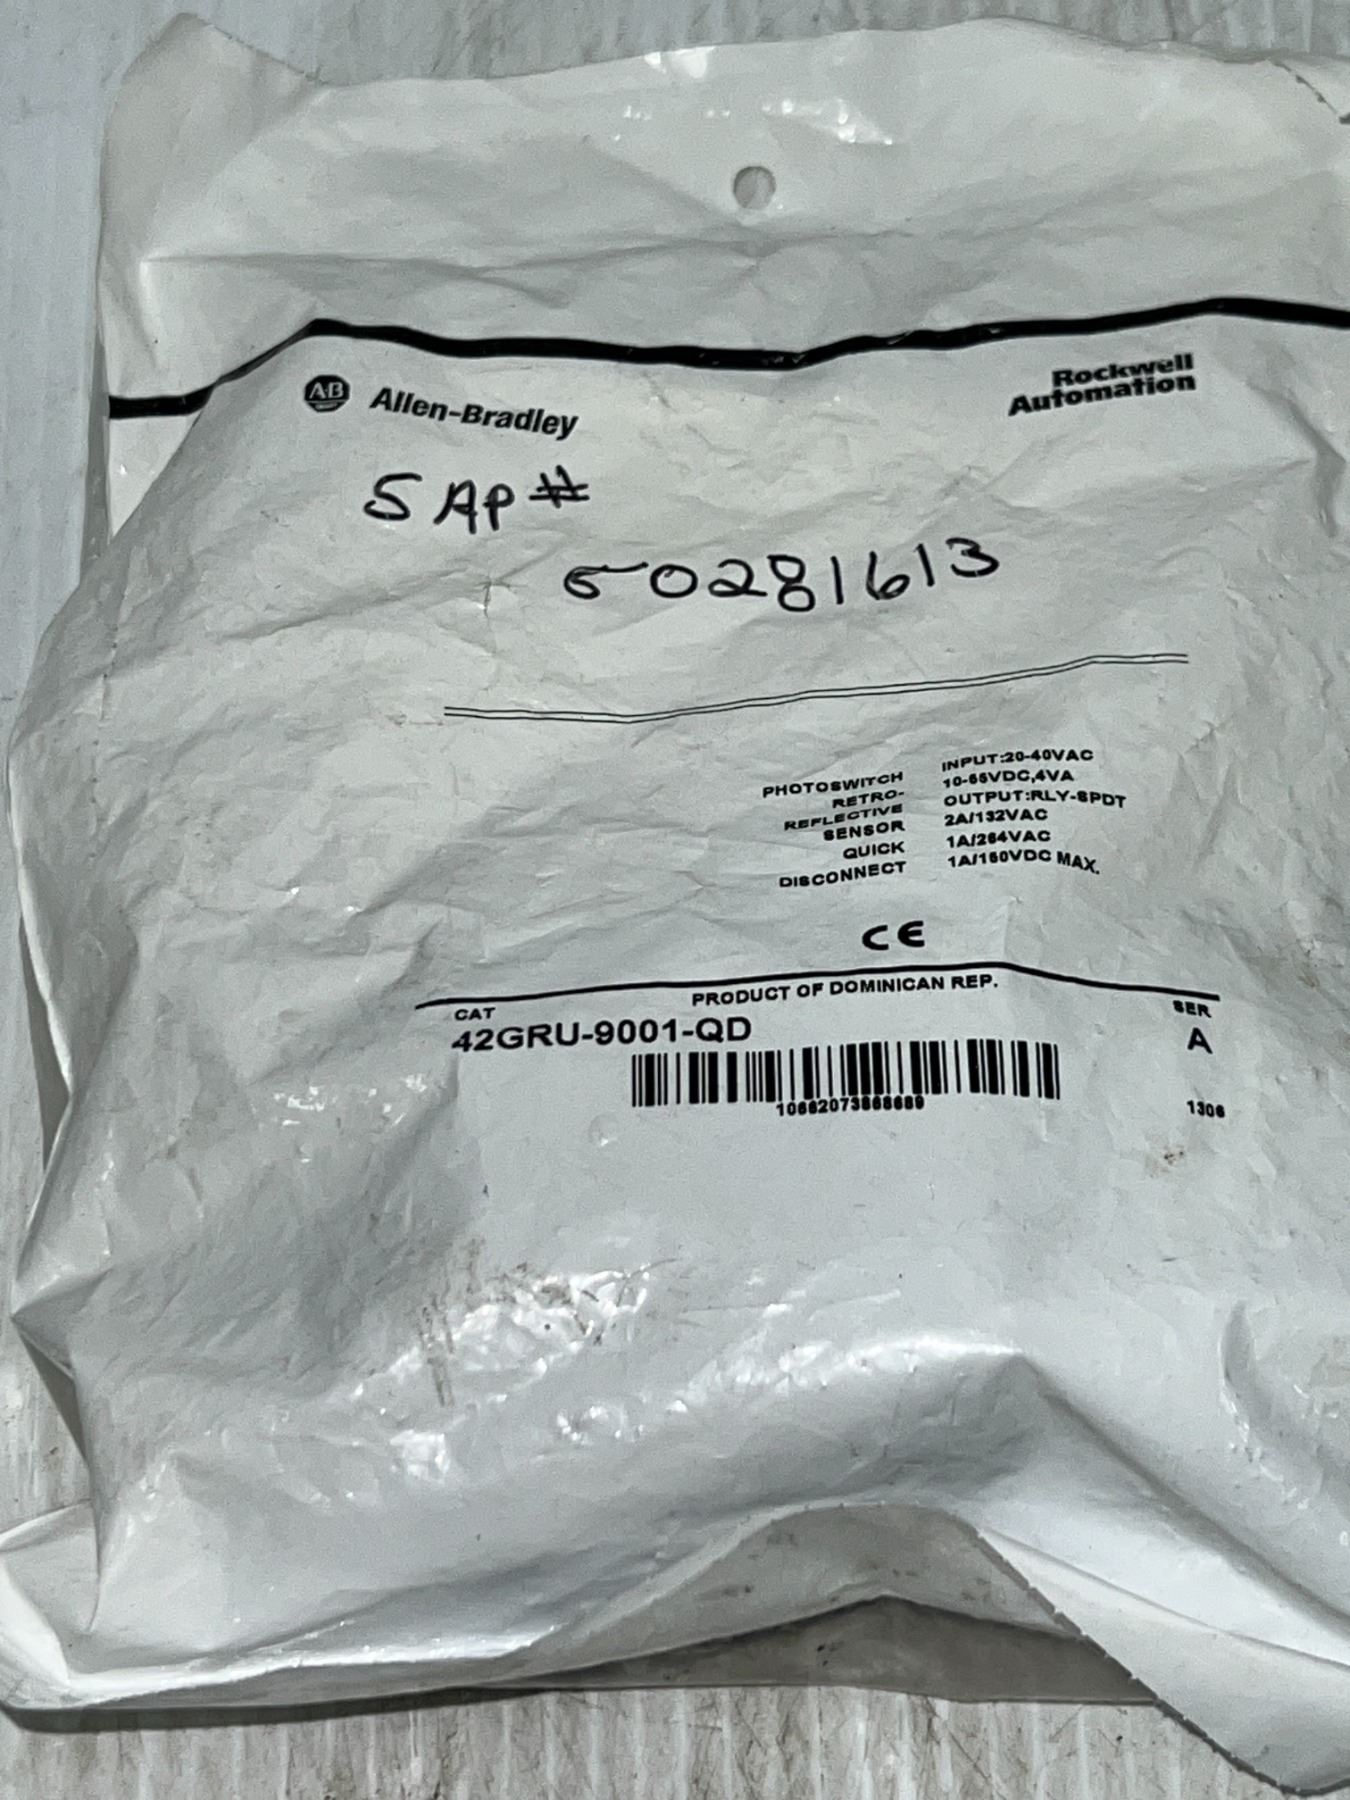 AB Allen-Bradley
Rockwell
Automation
SAP#
50281613
PHOTOSWITCH
RETRO-
REFLECTIVE
SENSOR
QUICK
DISCONNECT
INPUT:20-40VAC
10-55VDC,4VA
OUTPUT:RLY-SPDT
2A/132VAC
1A/264VAC
1A/150VDC MAX.
CE
PRODUCT OF DOMINICAN REP.
CAT
42GRU-9001-QD
SER
A
1306